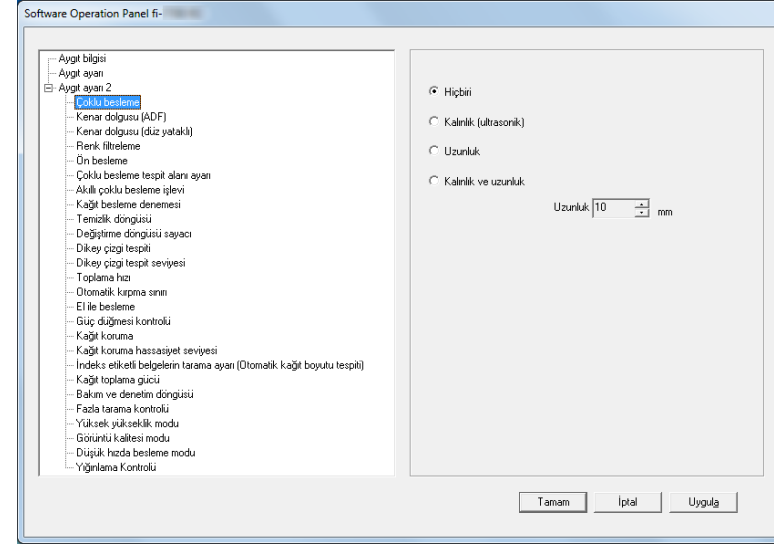 Software Operation Panel fi-
Aygıt bilgisi
Aygıt ayarı
Aygıt ayarı 2
Çoklu besleme
Kenar dolgusu (ADF)
Kenar dolgusu (düz yataklı)
Renk filtreleme
Ön besleme
Çoklu besleme tespit alanı ayarı
Akıllı çoklu besleme işlevi
Kağıt besleme denemesi
Temizlik döngüsü
Değiştirme döngüsü sayacı
Dikey çizgi tespiti
Dikey çizgi tespit seviyesi
Toplama hızı
Otomatik kırpma sınırı
El ile besleme
Güç düğmesi kontrolü
Kağıt koruma
Kağıt koruma hassasiyet seviyesi
İndeks etiketli belgelerin tarama ayarı (Otomatik kağıt boyutu tespiti)
Kağıt toplama gücü
Bakım ve denetim döngüsü
Fazla tarama kontrolü
Yüksek yükseklik modu
Görüntü kalitesi modu
Düşük hızda besleme modu
Yığınlama Kontrolü
Hiçbiri
Kalınlık (ultrasonik)
Uzunluk
Kalınlık ve uzunluk
Uzunluk 10 mm
Tamam İptal Uygula